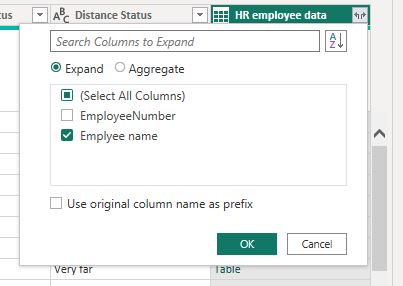 tus
ABC Distance Status
HR employee data
Search Columns to Expand
A
Z
Expand
Aggregate
(Select All Columns)
EmployeeNumber
Emplyee name
Use original column name as prefix
OK
Cancel
Very far
Table